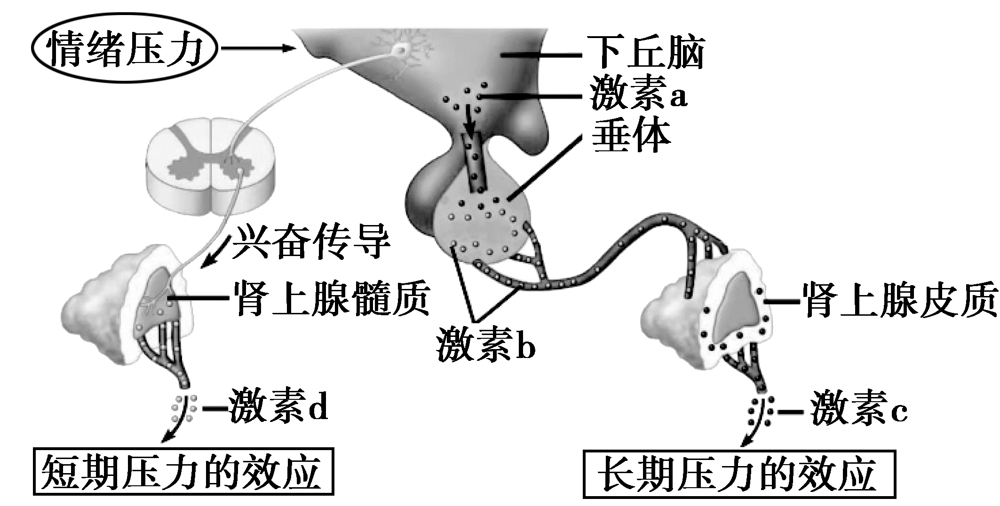 情绪压力
下丘脑
激素a
垂体
兴奋传导
肾上腺髓质
肾上腺皮质
激素b
激素d
激素c
短期压力的效应
长期压力的效应